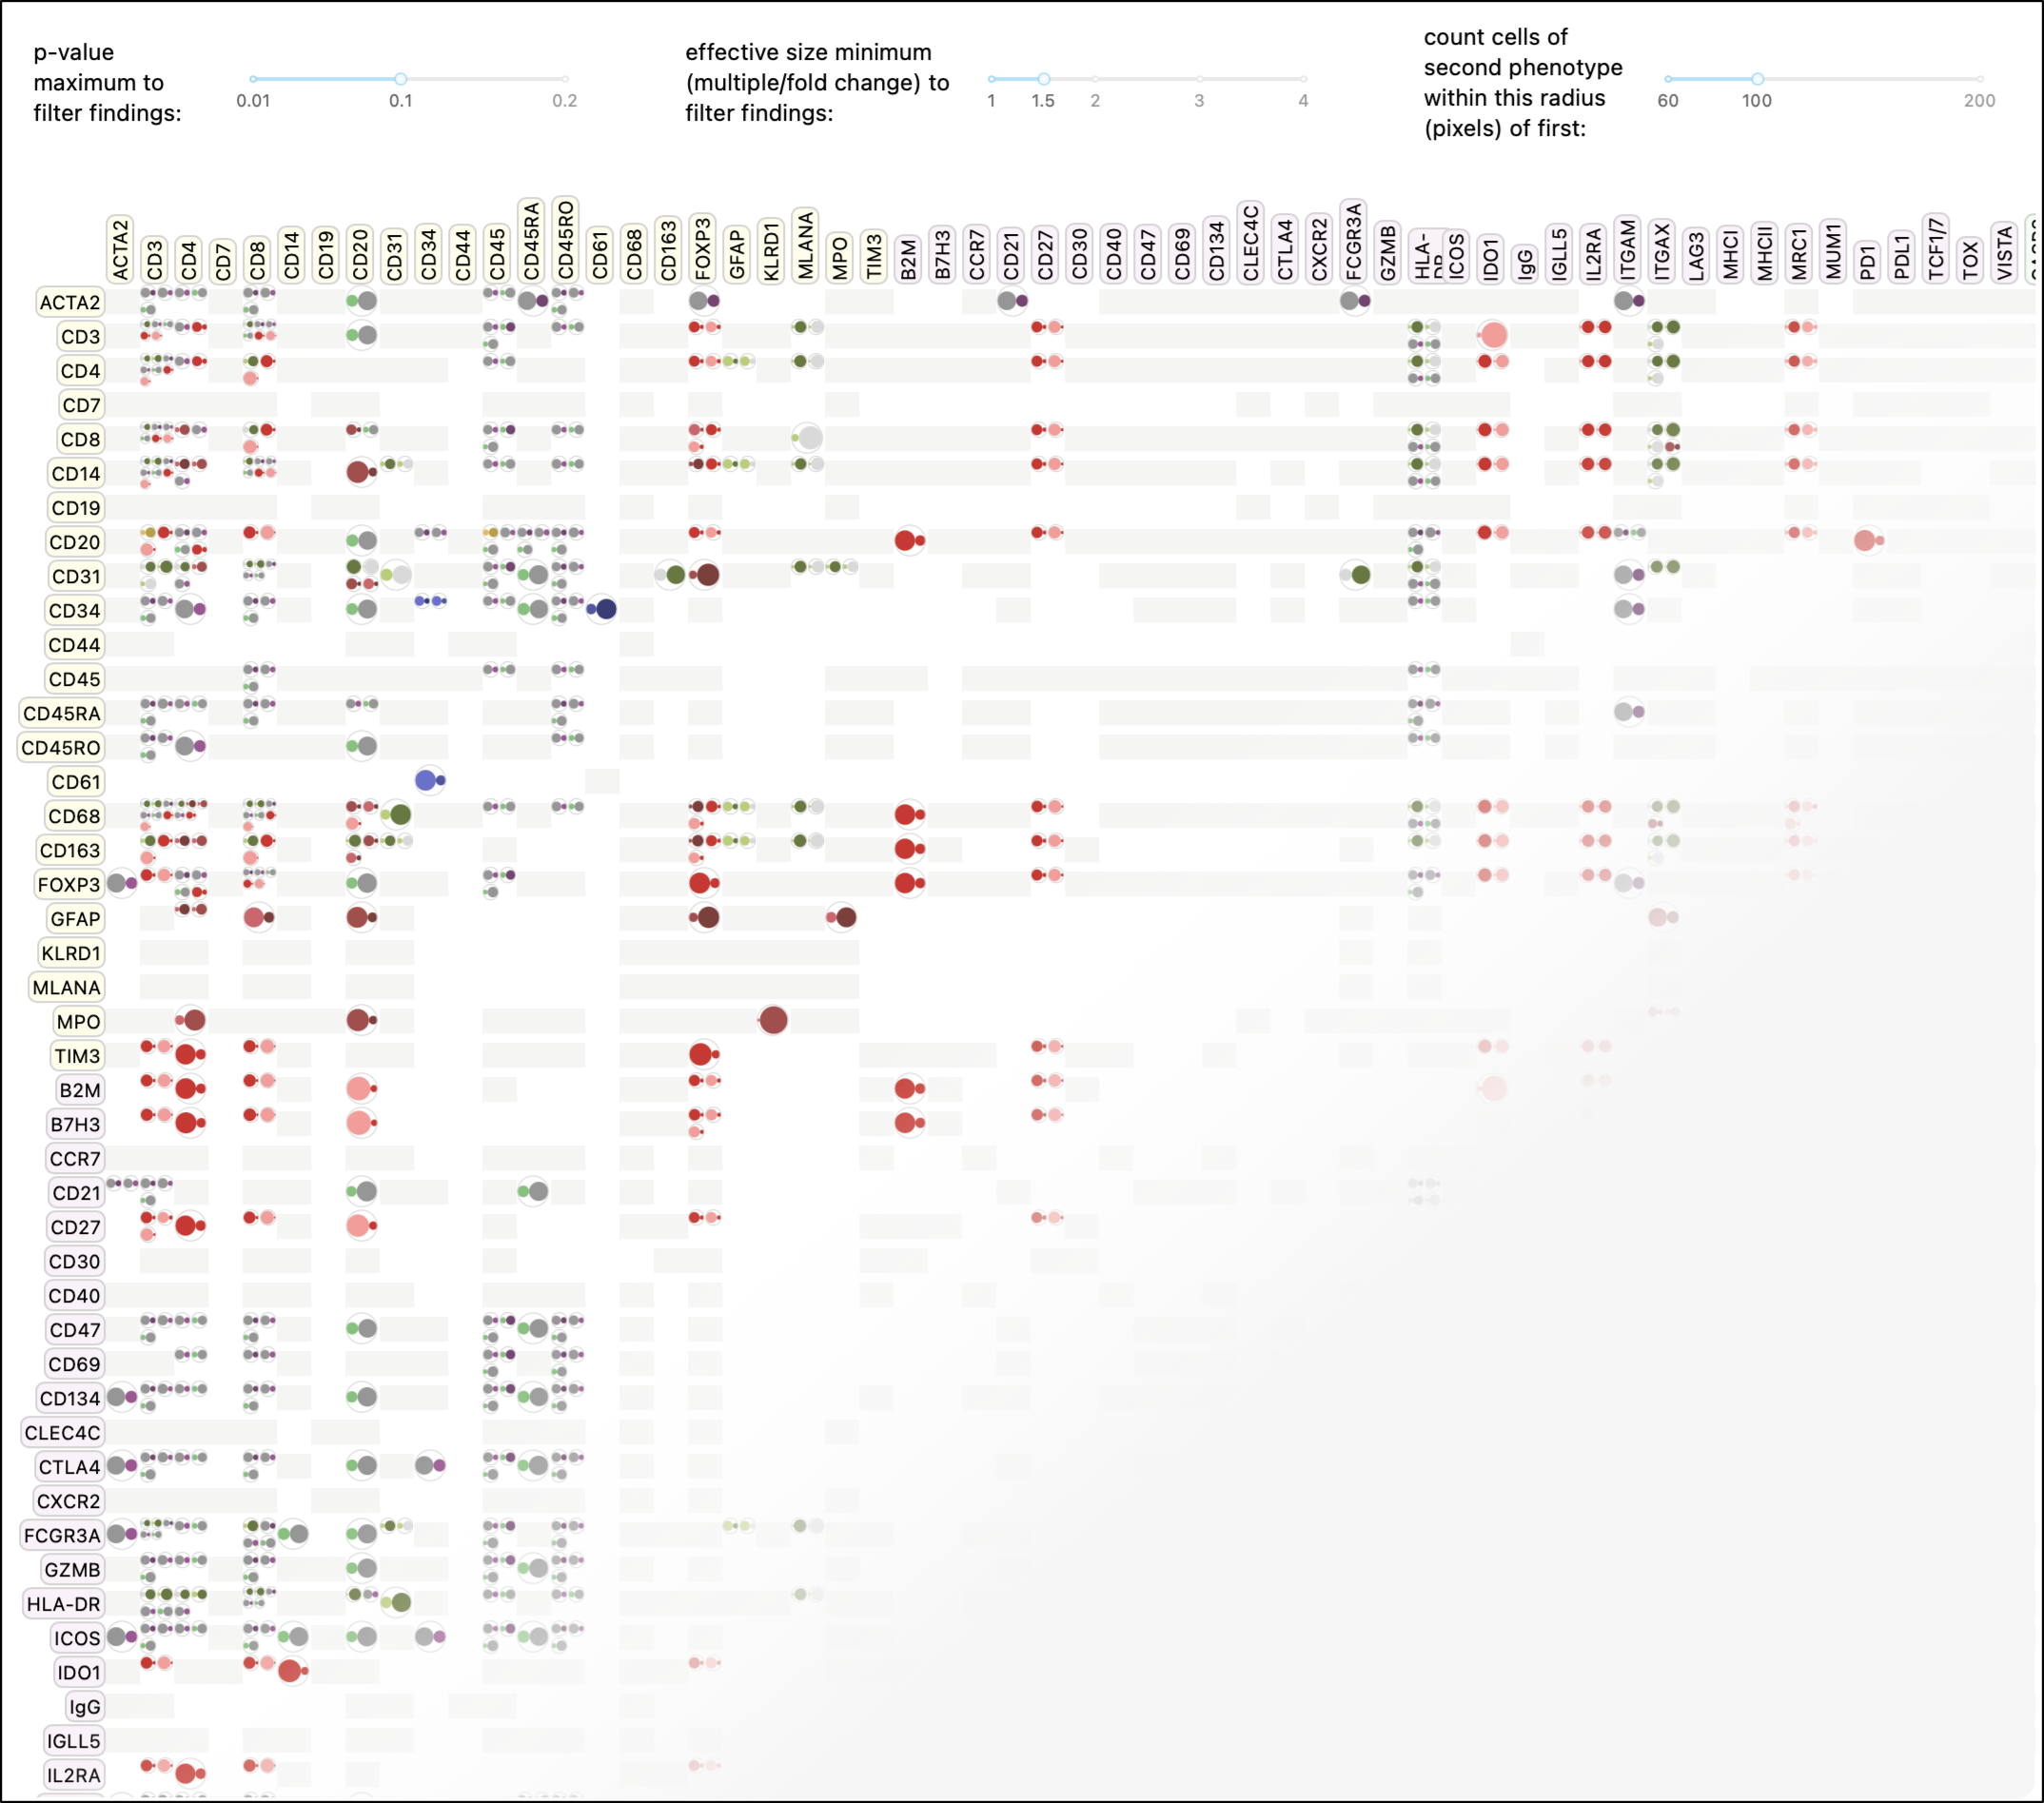 p-value
maximum to
filter findings:
0.01
0.1
0.2
effective size minimum
(multiple/fold change) to
filter findings:
1
1.5
2
3
4
count cells of
second phenotype
within this radius
(pixels) of first:
60
100
200
ACTA2
CD3
CD4
CD7
CD8
CD14
CD19
CD20
CD31
CD34
CD44
CD45
CD45RA
CD45RO
CD61
CD68
CD163
FOXP3
GFAP
KLRD1
MLANA
MPO
TIM3
B2M
B7H3
CCR7
CD21
CD27
CD30
CD40
CD47
CD69
CD134
CLEC4C
CTLA4
CXCR2
FCGR3A
GZMB
HLA-
ICOS
IDO1
IgG
IGLL5
IL2RA
ITGAM
ITGAX
LAG3
MHCI
MHCII
MRC1
MUM1
PD1
PDL1
TCF1/7
TOX
VISTA
ACTA2
CD3
CD4
CD7
CD8
CD14
CD19
CD20
CD31
CD34
CD44
CD45
CD45RA
CD45RO
CD61
CD68
CD163
FOXP3
GFAP
KLRD1
MLANA
MPO
TIM3
B2M
B7H3
CCR7
CD21
CD27
CD30
CD40
CD47
CD69
CD134
CLEC4C
CTLA4
CXCR2
FCGR3A
GZMB
HLA-DR
ICOS
IDO1
IgG
IGLL5
IL2RA